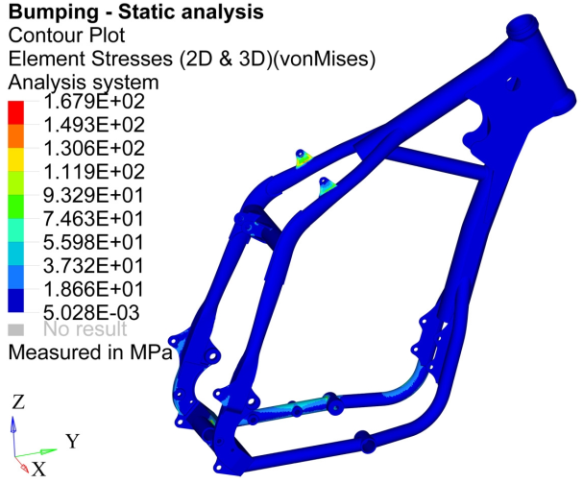 Bumping - Static analysis
Contour Plot
Element Stresses (2D & 3D)(vonMises)
Analysis system
1.679E+02
1.493E+02
1.306E+02
1.119E+02
9.329E+01
7.463E+01
5.598E+01
3.732E+01
1.866E+01
5.028E-03
No result
Measured in MPa
Z
Y
X